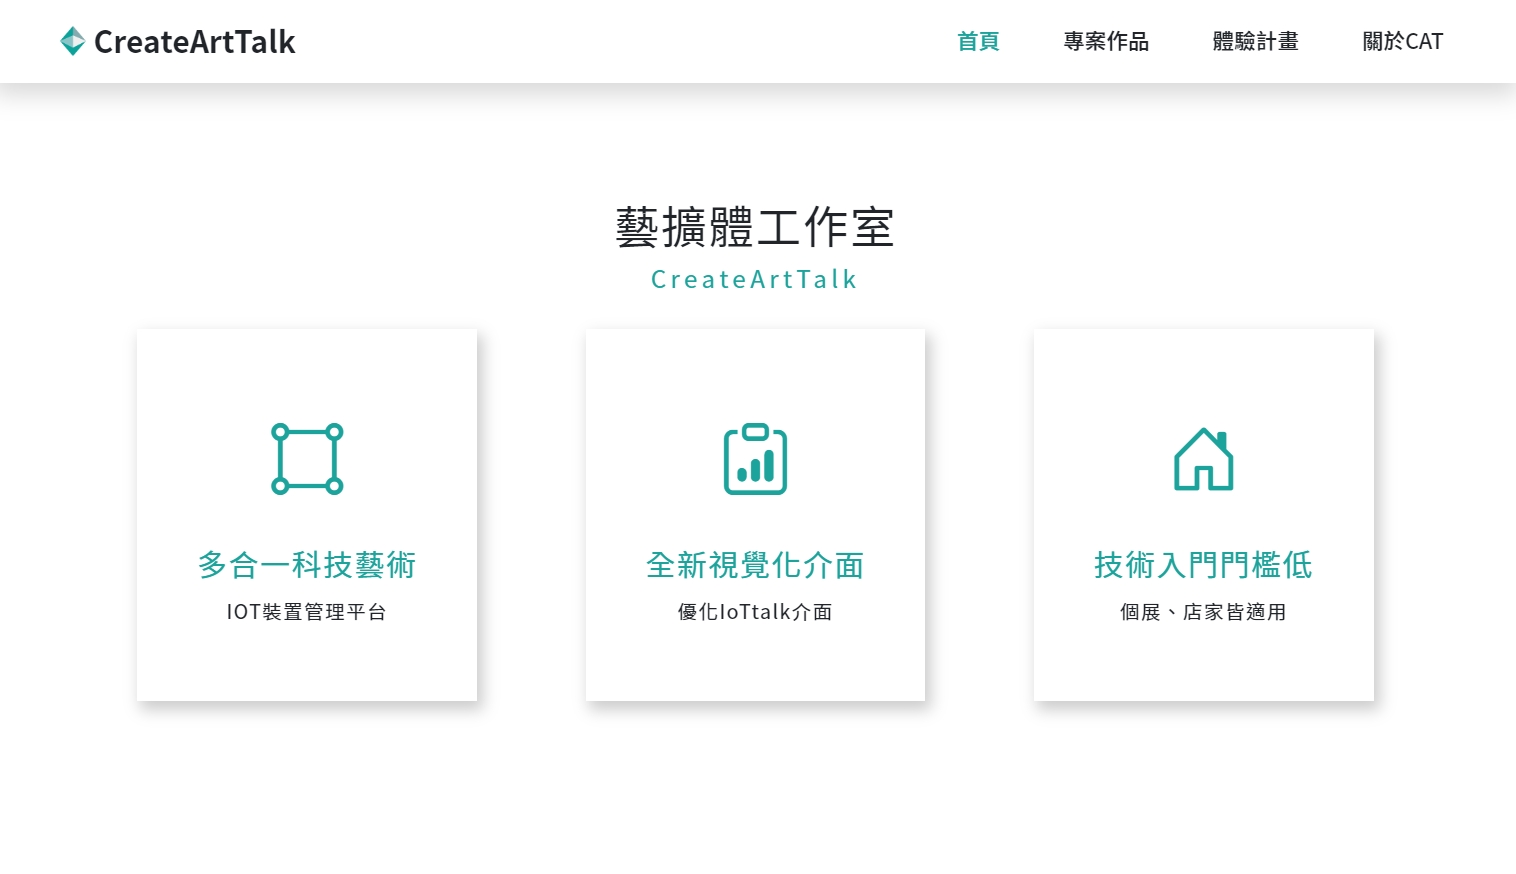 CreateArtTalk
首頁
專案作品
體驗計畫
關於CAT
藝擴體工作室
CreateArtTalk
多合一科技藝術
IOT裝置管理平台
全新視覺化介面
優化IoTtalk介面
技術入門門檻低
個展、店家皆適用